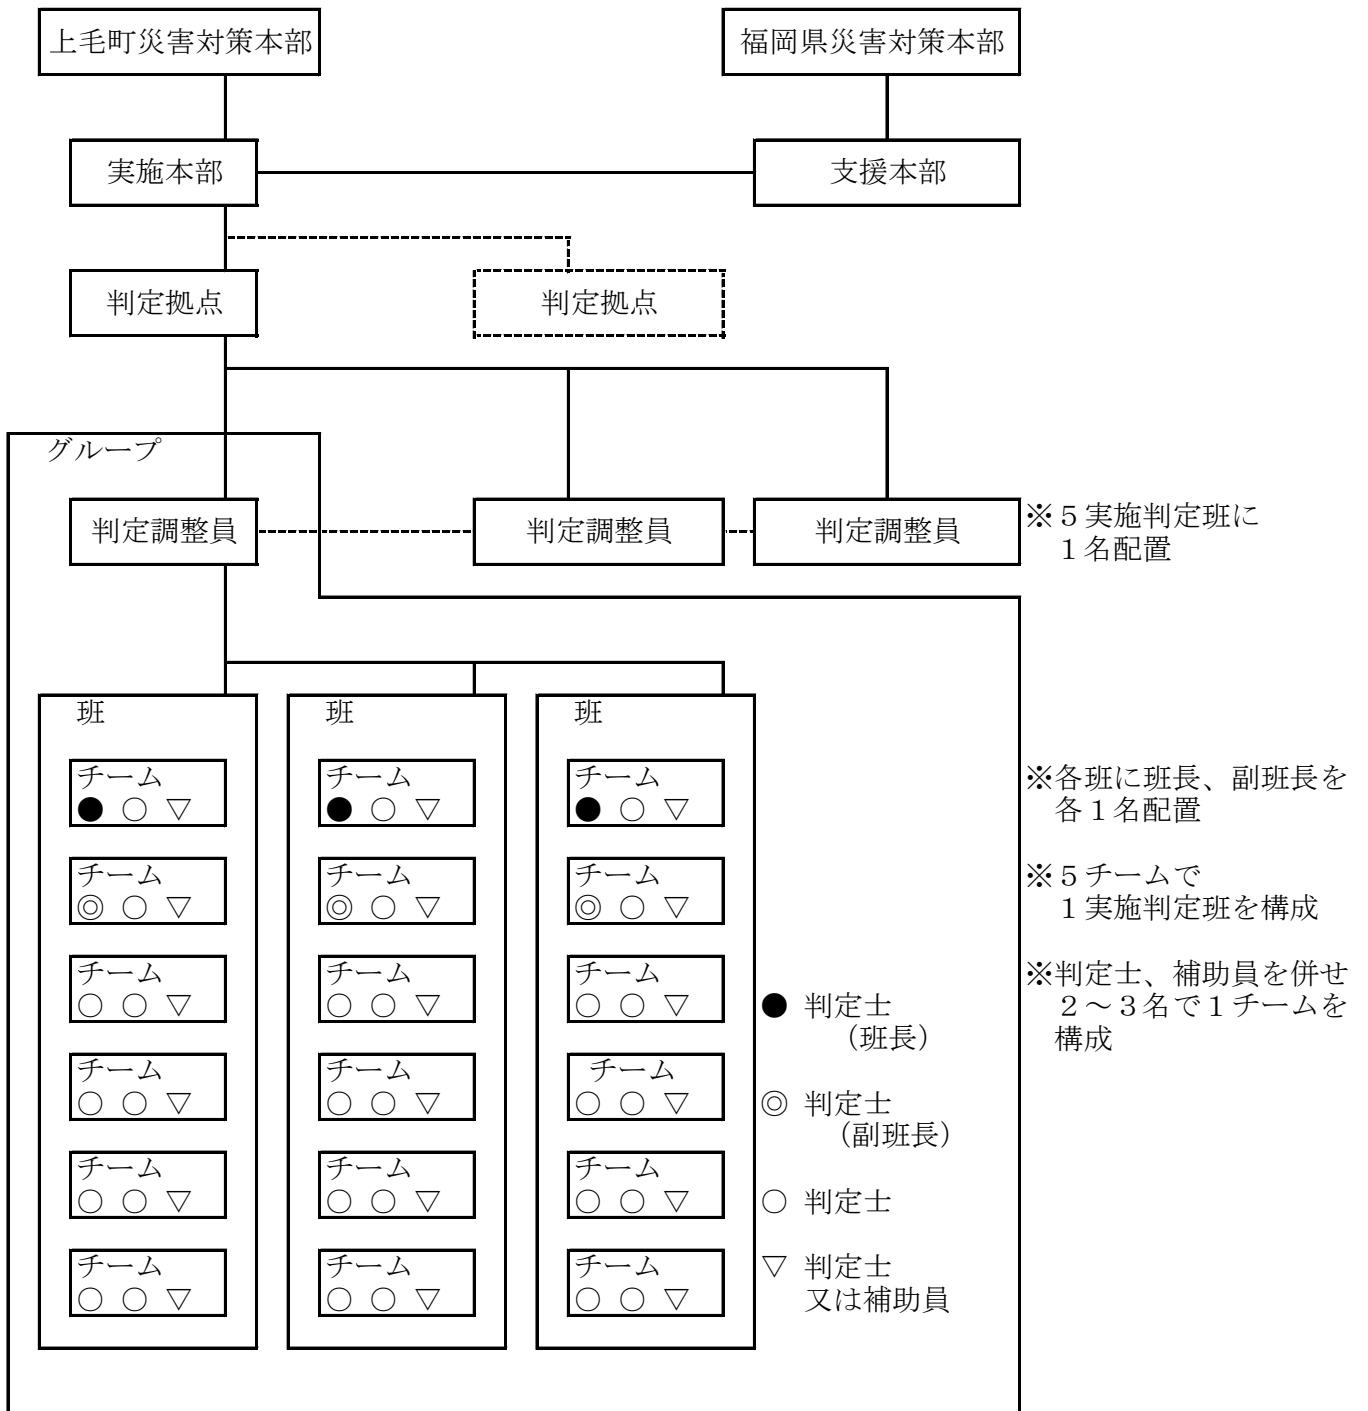 上毛町災害対策本部
福岡県災害対策本部
実施本部
支援本部
判定拠点
判定拠点
グループ
判定調整員
判定調整員
判定調整員
※５実施判定班に
１名配置
班
班
班
チーム
●　○　▽
チーム
●　○　▽
チーム
●　○　▽
チーム
◎　○　▽
チーム
◎　○　▽
チーム
◎　○　▽
チーム
○　○　▽
チーム
○　○　▽
チーム
○　○　▽
チーム
○　○　▽
チーム
○　○　▽
チーム
○　○　▽
チーム
○　○　▽
チーム
○　○　▽
チーム
○　○　▽
チーム
○　○　▽
チーム
○　○　▽
チーム
○　○　▽
●　判定士
（班長）
◎　判定士
（副班長）
○　判定士
▽　判定士
又は補助員
※各班に班長、副班長を
各１名配置
※５チームで
１実施判定班を構成
※判定士、補助員を併せ
２～３名で１チームを
構成